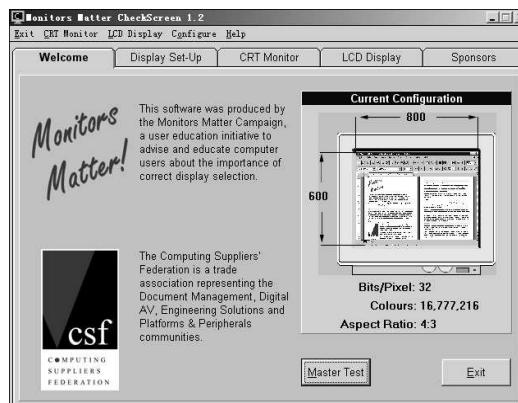 Monitors Matter CheckScreen 1.2
Exit CRT Monitor LCD Display Configure Help
Welcome Display Set-Up CRT Monitor LCD Display Sponsors
Monitors
Matter!
This software was produced by
the Monitors Matter Campaign,
a user education initiative to
advise and educate computer
users about the importance of
correct display selection.
Current Configuration
800
600
Bits/Pixel: 32
Colours: 16,777,216
Aspect Ratio: 4:3
csf
COMPUTING
SUPPLIERS
FEDERATION
The Computing Suppliers'
Federation is a trade
association representing the
Document Management, Digital
AV, Engineering Solutions and
Platforms & Peripherals
communities.
Master Test Exit